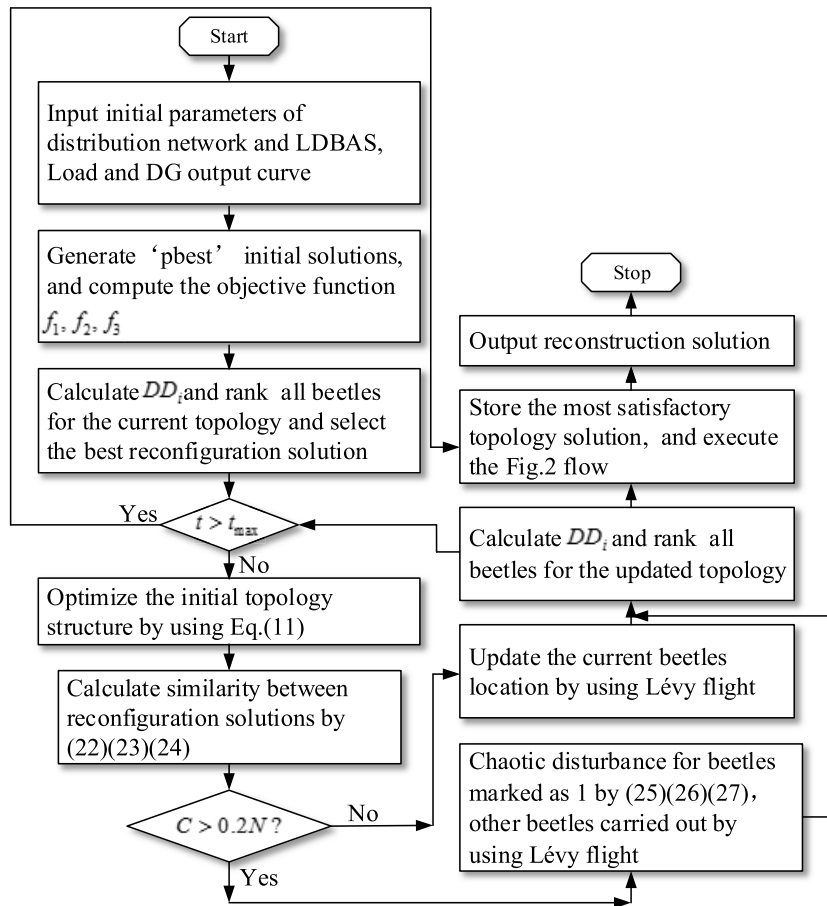 Start
Input initial parameters of
distribution network and LDBAS,
Load and DG output curve
Generate ‘pbest’ initial solutions,
and compute the objective function
f₁, f₂, f₃
Calculate DDᵢ and rank all beetles
for the current topology and select
the best reconfiguration solution
Yes
t > t_max
No
Optimize the initial topology
structure by using Eq.(11)
Calculate similarity between
reconfiguration solutions by
(22)(23)(24)
C > 0.2N ?
No
Yes
Chaotic disturbance for beetles
marked as 1 by (25)(26)(27),
other beetles carried out by
using Lévy flight
Update the current beetles
location by using Lévy flight
Calculate DDᵢ and rank all
beetles for the updated topology
Store the most satisfactory
topology solution, and execute
the Fig.2 flow
Output reconstruction solution
Stop